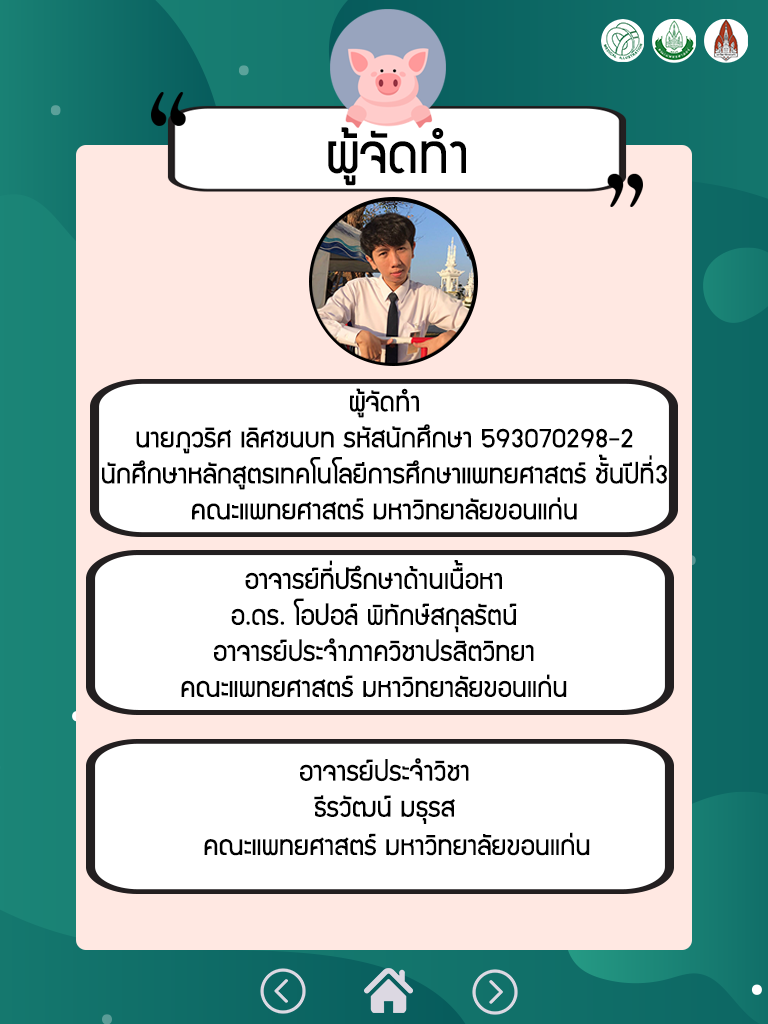 ผู้จัดทำ
ผู้จัดทำ
นายภูวริศ เลิศชนบท รหัสนักศึกษา 593070298-2
นักศึกษาหลักสูตรเทคโนโลยีการศึกษาแพทยศาสตร์ ชั้นปีที่3
คณะแพทยศาสตร์ มหาวิทยาลัยขอนแก่น
อาจารย์ที่ปรึกษาด้านเนื้อหา
อ.ดร. โอปอล์ พิทักษ์สกุลรัตน์
อาจารย์ประจำภาควิชาปรสิตวิทยา
คณะแพทยศาสตร์ มหาวิทยาลัยขอนแก่น
อาจารย์ประจำวิชา
ธีรวัฒน์ มธุรส
คณะแพทยศาสตร์ มหาวิทยาลัยขอนแก่น